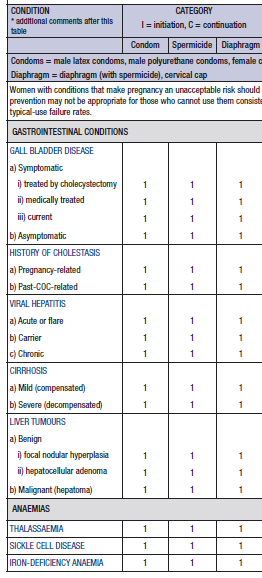 CONDITION
* additional comments after this
table
CATEGORY
I = initiation, C = continuation
Condom Spermicide Diaphragm
Condoms = male latex condoms, male polyurethane condoms, female
Diaphragm = diaphragm (with spermicide), cervical cap
Women with conditions that make pregnancy an unacceptable risk should
prevention may not be appropriate for those who cannot use them
typical-use failure rates.
GASTROINTESTINAL CONDITIONS
GALL BLADDER DISEASE
a) Symptomatic
i) treated by cholecystectomy 1 1 1
ii) medically treated 1 1 1
iii) current 1 1 1
b) Asymptomatic 1 1 1
HISTORY OF CHOLESTASIS
a) Pregnancy-related 1 1 1
b) Past-COC-related 1 1 1
VIRAL HEPATITIS
a) Acute or flare 1 1 1
b) Carrier 1 1 1
c) Chronic 1 1 1
CIRRHOSIS
a) Mild (compensated) 1 1 1
b) Severe (decompensated) 1 1 1
LIVER TUMOURS
a) Benign
i) focal nodular hyperplasia 1 1 1
ii) hepatocellular adenoma 1 1 1
b) Malignant (hepatoma) 1 1 1
ANAEMIAS
THALASSAEMIA 1 1 1
SICKLE CELL DISEASE 1 1 1
IRON-DEFICIENCY ANAEMIA 1 1 1